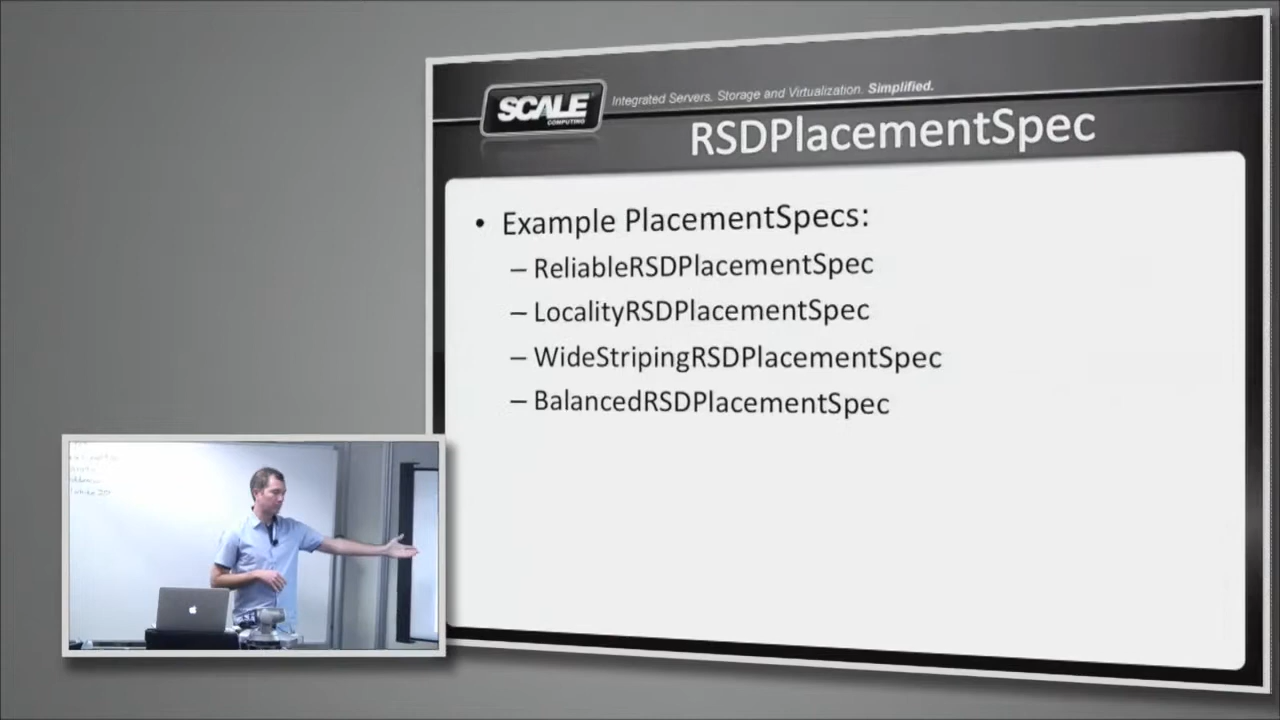 SCALE
COMPUTING
Integrated Servers, Storage and Virtualization. Simplified.
RSDPlacementSpec
• Example PlacementSpecs:
– ReliableRSDPlacementSpec
– LocalityRSDPlacementSpec
– WideStripingRSDPlacementSpec
– BalancedRSDPlacementSpec